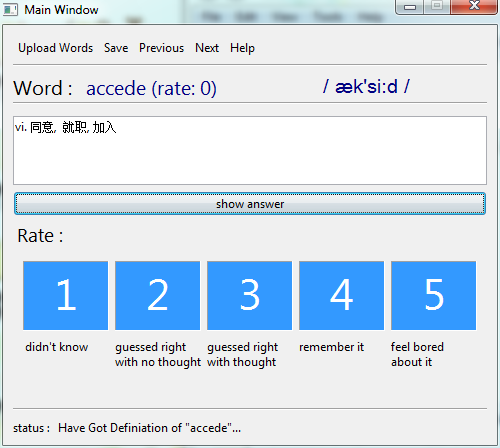 Main Window
Upload Words Save Previous Next Help
Word : accede (rate: 0) / æk'si:d /
vi. 同意, 就职, 加入
show answer
Rate :
1 2 3 4 5
didn't know guessed right guessed right remember it feel bored
with no thought with thought about it
status : Have Got Definiation of "accede"...